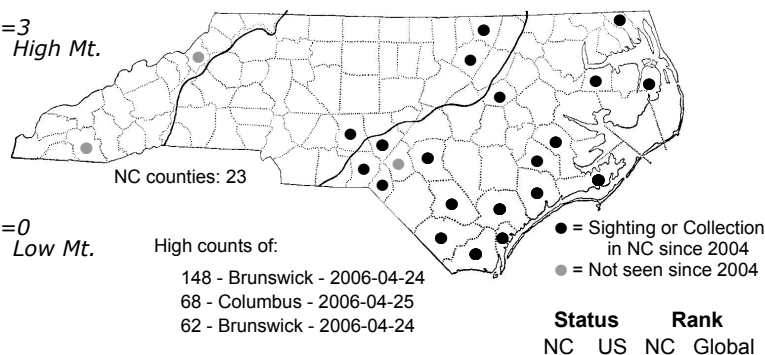 =3
High Mt.
NC counties: 23
=0
Low Mt.
High counts of:
148 - Brunswick - 2006-04-24
68 - Columbus - 2006-04-25
62 - Brunswick - 2006-04-24
= Sighting or Collection
in NC since 2004
= Not seen since 2004
Status Rank
NC US NC Global